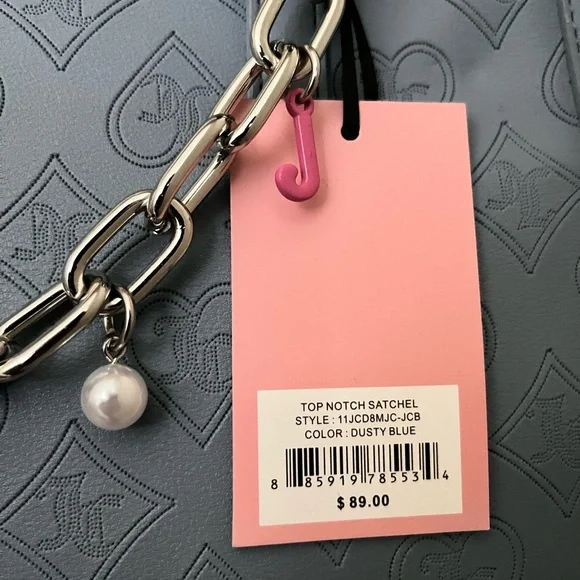 J
TOP NOTCH SATCHEL
STYLE : 11JCD8MJC-JCB
COLOR : DUSTY BLUE
8 85919 78553 4
$ 89.00